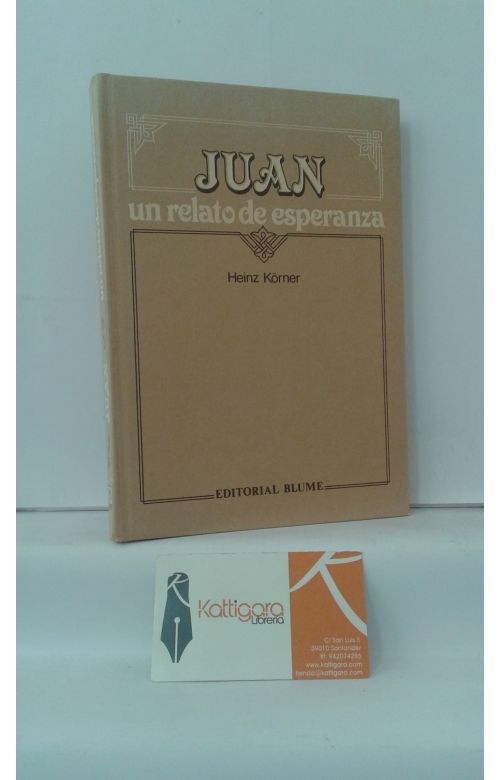 JUAN
un relato de esperanza
Heinz Körner
EDITORIAL BLUME
Kattigara
Librería
C/ San Luis 5
39010 Santander
www.kattigara.com